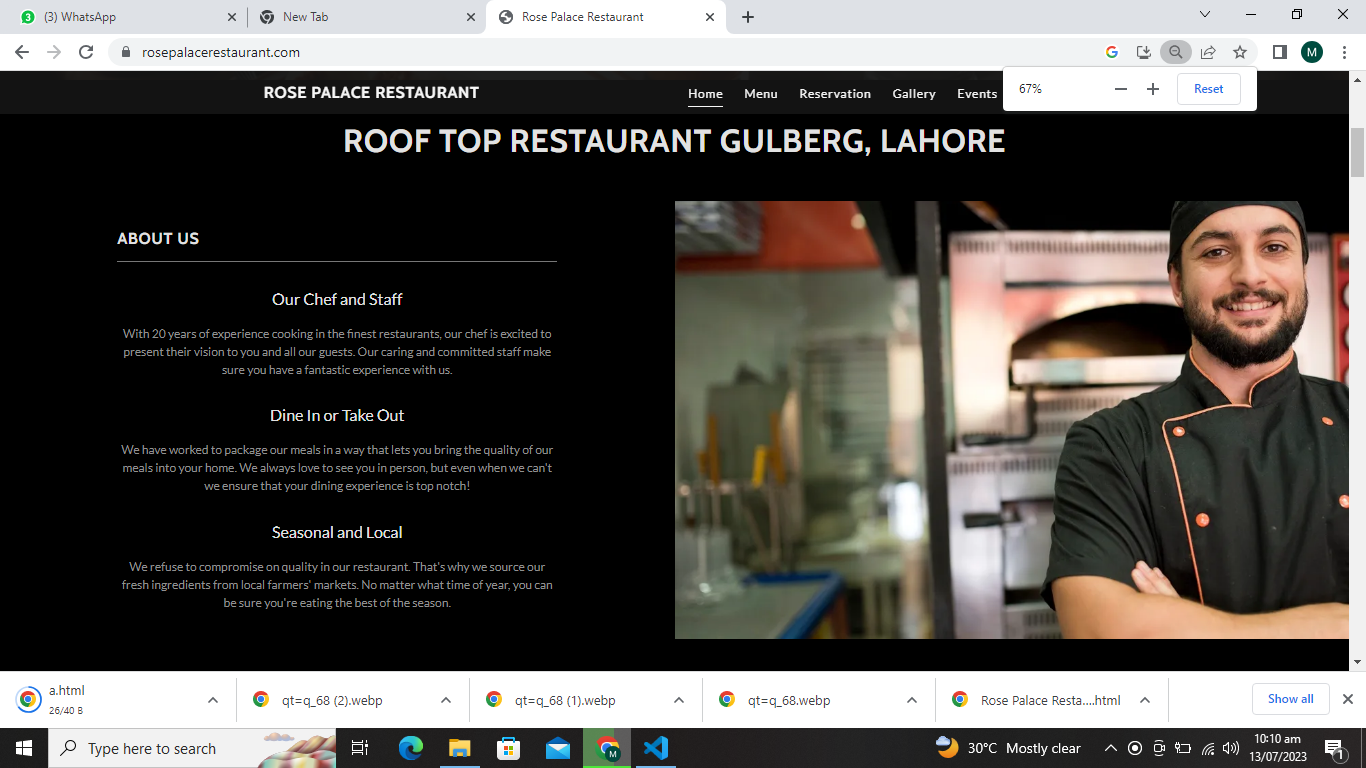 (3) WhatsApp
New Tab
Rose Palace Restaurant
rosepalacerestaurant.com
M
67%
Reset
ROSE PALACE RESTAURANT
Home Menu Reservation Gallery Events
ROOF TOP RESTAURANT GULBERG, LAHORE
ABOUT US
Our Chef and Staff
With 20 years of experience cooking in the finest restaurants, our chef is excited to
present their vision to you and all our guests. Our caring and committed staff make
sure you have a fantastic experience with us.
Dine In or Take Out
We have worked to package our meals in a way that lets you bring the quality of our
meals into your home. We always love to see you in person, but even when we can't
we ensure that your dining experience is top notch!
Seasonal and Local
We refuse to compromise on quality in our restaurant. That's why we source our
fresh ingredients from local farmers' markets. No matter what time of year, you can
be sure you're eating the best of the season.
a.html
26/40 B
qt=q_68 (2).webp
qt=q_68 (1).webp
qt=q_68.webp
Rose Palace Resta....html
Show all
Type here to search
30°C Mostly clear
10:10 am
13/07/2023
1